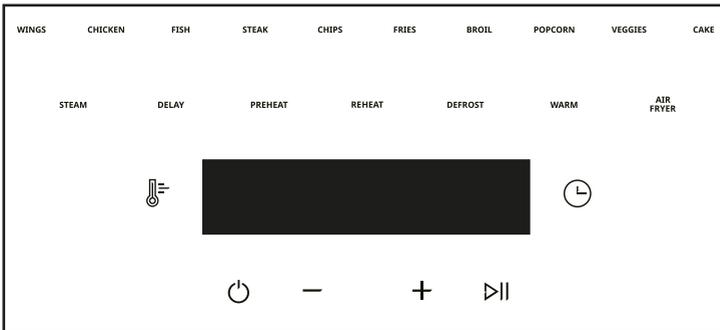 WINGS CHICKEN FISH STEAK CHIPS FRIES BROIL POPCORN VEGGIES CAKE
STEAM DELAY PREHEAT REHEAT DEFROST WARM AIR FRYER